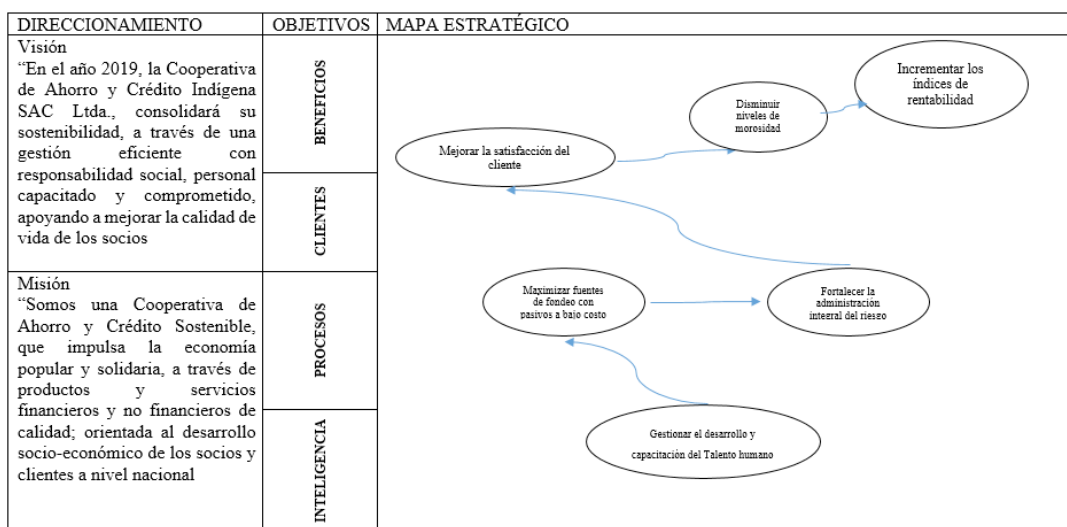 DIRECCIONAMIENTO
OBJETIVOS
MAPA ESTRATÉGICO
Visión
“En el año 2019, la Cooperativa
de Ahorro y Crédito Indígena
SAC Ltda., consolidará su
sostenibilidad, a través de una
gestión eficiente con
responsabilidad social, personal
capacitado y comprometido,
apoyando a mejorar la calidad de
vida de los socios
BENEFICIOS
CLIENTES
Incrementar los
índices de
rentabilidad
Disminuir
niveles de
morosidad
Mejorar la satisfacción del
cliente
Misión
“Somos una Cooperativa de
Ahorro y Crédito Sostenible,
que impulsa la economía
popular y solidaria, a través de
productos y servicios
financieros y no financieros de
calidad; orientada al desarrollo
socio-económico de los socios y
clientes a nivel nacional
PROCESOS
INTELIGENCIA
Maximizar fuentes
de fondeo con
pasivos a bajo costo
Fortalecer la
administración
integral del riesgo
Gestionar el desarrollo y
capacitación del Talento humano